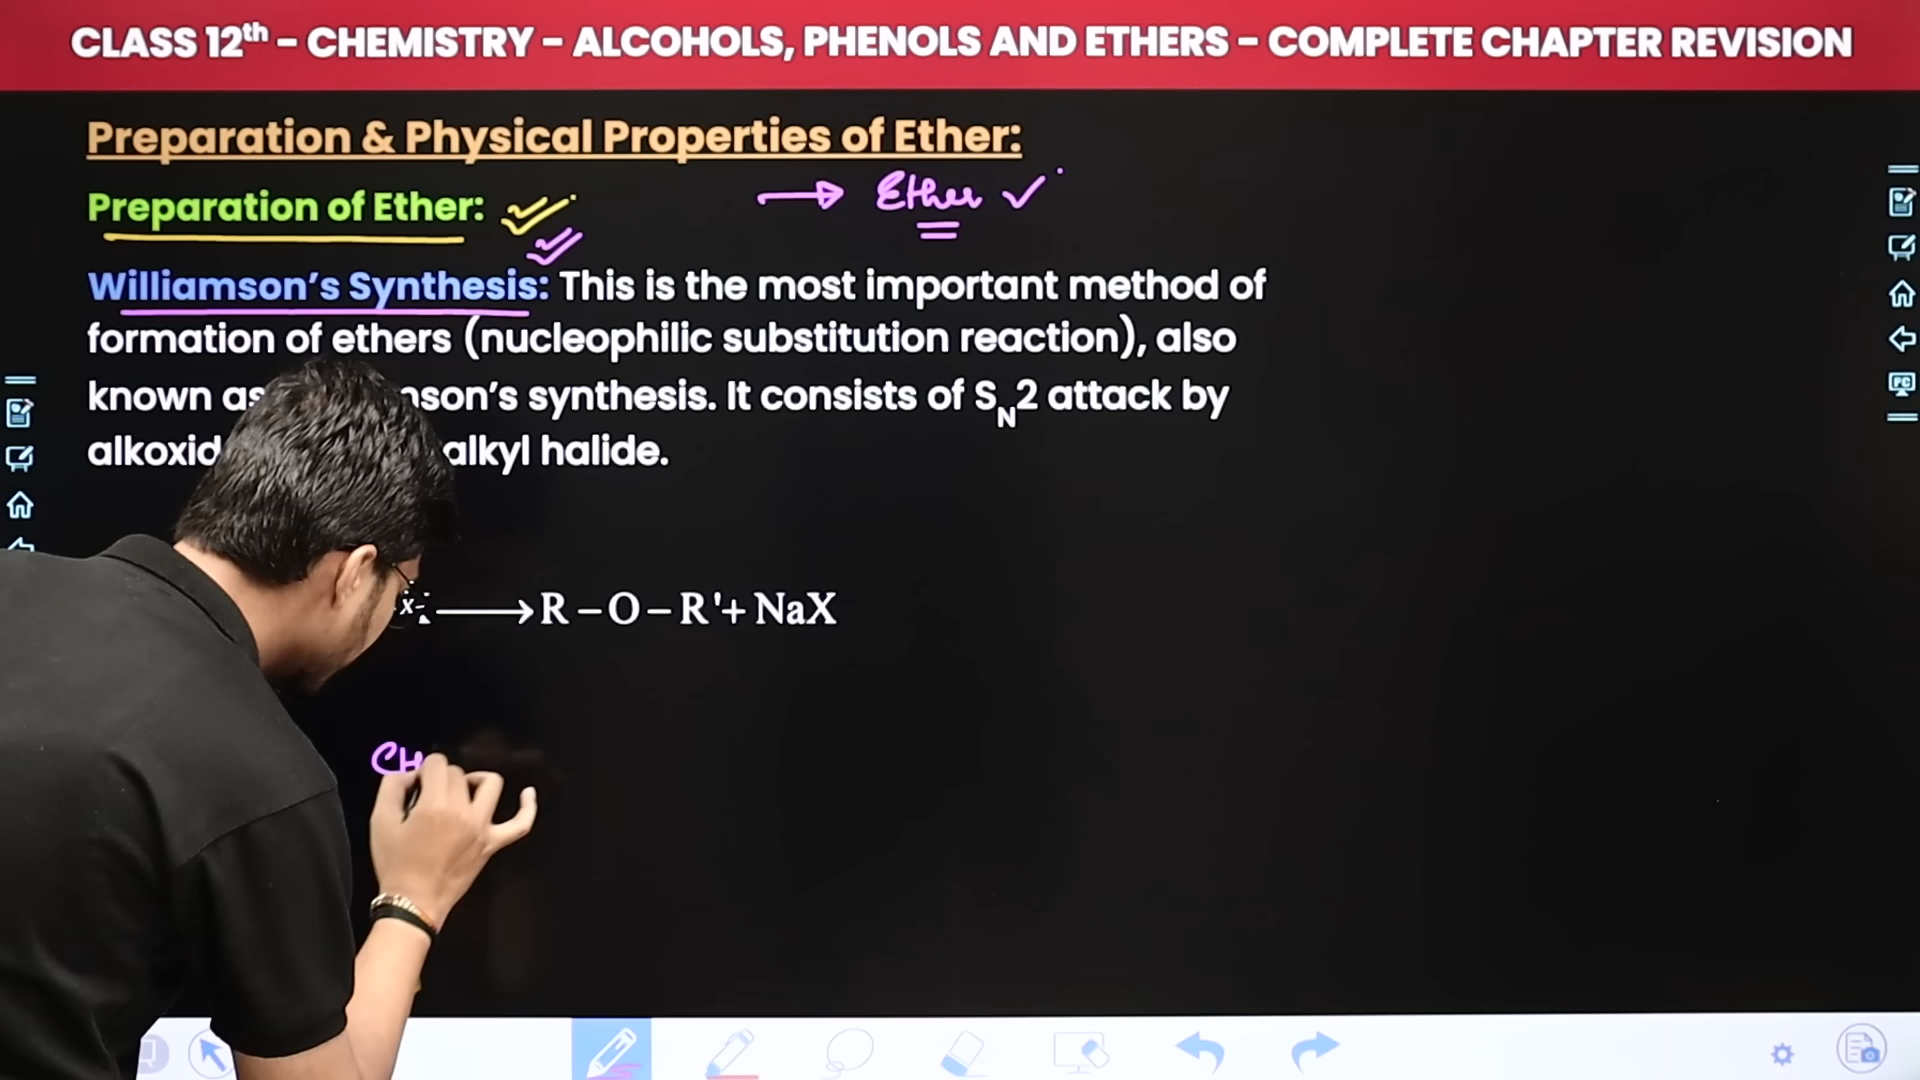 CLASS 12th – CHEMISTRY – ALCOHOLS, PHENOLS AND ETHERS – COMPLETE CHAPTER REVISION
Preparation & Physical Properties of Ether:
Preparation of Ether:
Ether
Williamson's Synthesis: This is the most important method of
formation of ethers (nucleophilic substitution reaction), also
known as son's synthesis. It consists of SN2 attack by
alkyl halide.
⟶ R – O – R '+ NaX
CH